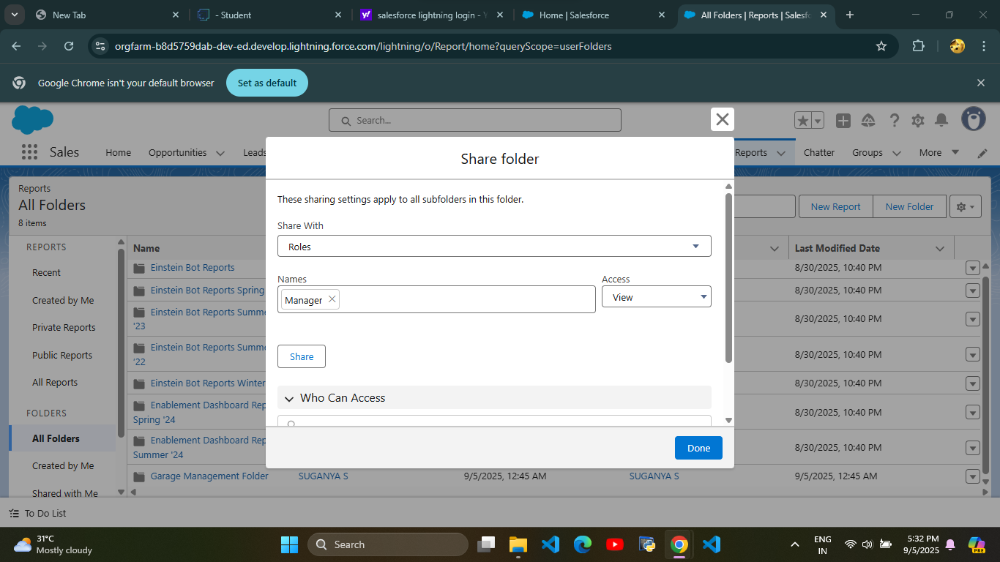 New Tab
- Student
salesforce lightning login - Y
Home | Salesforce
All Folders | Reports | Salesfo
orgfarm-b8d5759dab-dev-ed.develop.lightning.force.com/lightning/o/Report/home?queryScope=userFolders
Google Chrome isn't your default browser
Set as default
Search...
Sales
Home
Opportunities
Leads
Reports
Chatter
Groups
More
Share folder
Reports
All Folders
8 items
New Report
New Folder
These sharing settings apply to all subfolders in this folder.
Share With
Roles
Names
Access
Manager
View
Share
Who Can Access
Done
REPORTS
Recent
Created by Me
Private Reports
Public Reports
All Reports
FOLDERS
All Folders
Created by Me
Shared with Me
Name
Last Modified Date
Einstein Bot Reports
8/30/2025, 10:40 PM
Einstein Bot Reports Spring
8/30/2025, 10:40 PM
Einstein Bot Reports Summe
'23
8/30/2025, 10:40 PM
Einstein Bot Reports Summe
'22
8/30/2025, 10:40 PM
Einstein Bot Reports Winter
8/30/2025, 10:40 PM
Enablement Dashboard Rep
Spring '24
8/30/2025, 10:40 PM
Enablement Dashboard Rep
Summer '24
8/30/2025, 10:40 PM
Garage Management Folder
SUGANYA S
9/5/2025, 12:45 AM
SUGANYA S
9/5/2025, 12:45 AM
To Do List
31°C
Mostly cloudy
Search
ENG
IN
5:32 PM
9/5/2025
PRE